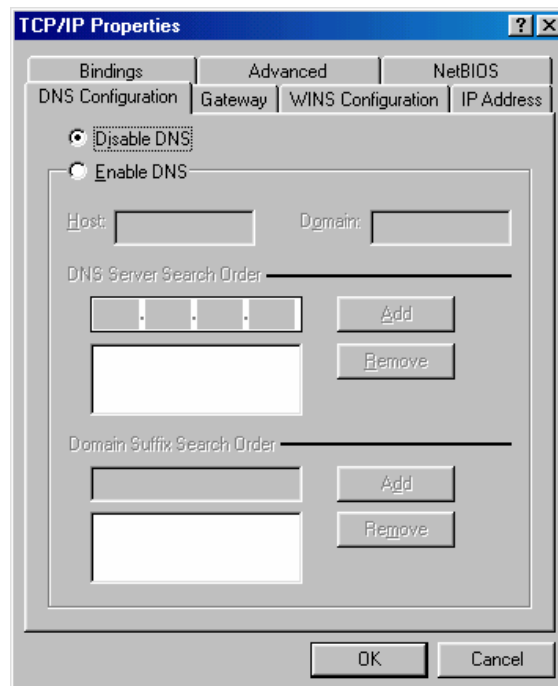 TCP/IP Properties
Bindings Advanced NetBIOS
DNS Configuration Gateway WINS Configuration IP Address
Disable DNS
Enable DNS
Host: Domain:
DNS Server Search Order
Add
Remove
Domain Suffix Search Order
Add
Remove
OK Cancel